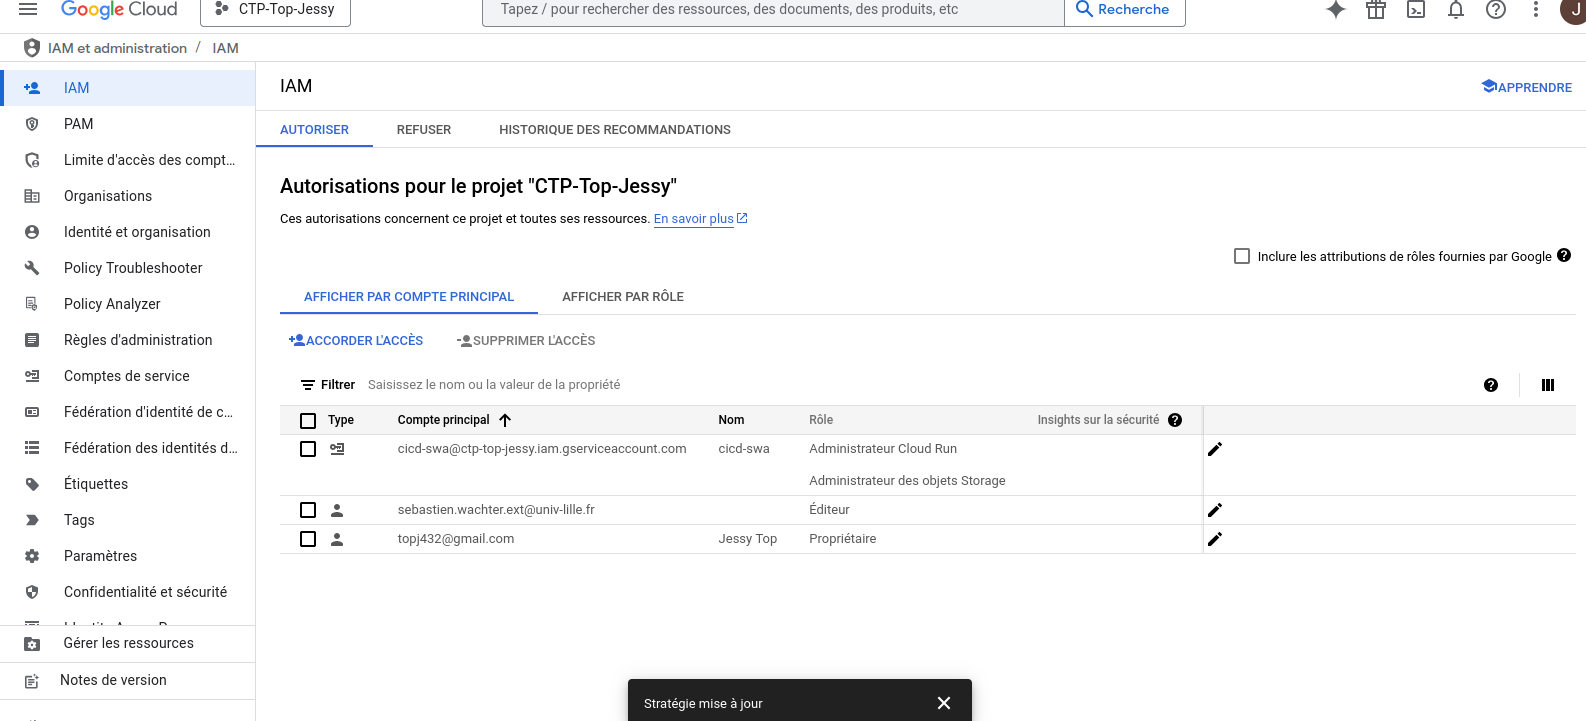 Google Cloud
CTP-Top-Jessy
Tapez / pour rechercher des ressources, des documents, des produits, etc
Recherche
J
IAM et administration / IAM
IAM
PAM
Limite d'accès des compt...
Organisations
Identité et organisation
Policy Troubleshooter
Policy Analyzer
Règles d'administration
Comptes de service
Fédération d'identité de c...
Fédération des identités d...
Étiquettes
Tags
Paramètres
Confidentialité et sécurité
Gérer les ressources
Notes de version
IAM
APPRENDRE
AUTORISER REFUSER HISTORIQUE DES RECOMMANDATIONS
Autorisations pour le projet "CTP-Top-Jessy"
Ces autorisations concernent ce projet et toutes ses ressources. En savoir plus
Inclure les attributions de rôles fournies par Google
AFFICHER PAR COMPTE PRINCIPAL AFFICHER PAR RÔLE
ACCORDER L'ACCÈS SUPPRIMER L'ACCÈS
Filtrer Saisissez le nom ou la valeur de la propriété
Type Compte principal Nom Rôle Insights sur la sécurité
cicd-swa@ctp-top-jessy.iam.gserviceaccount.com cicd-swa Administrateur Cloud Run
Administrateur des objets Storage
sebastien.wachter.ext@univ-lille.fr Éditeur
topj432@gmail.com Jessy Top Propriétaire
Stratégie mise à jour